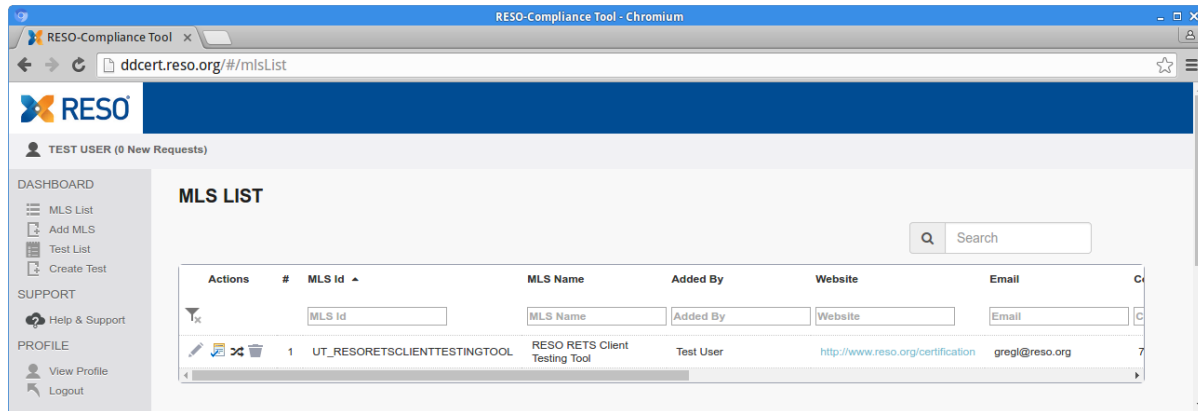 RESO-Compliance Tool - Chromium
RESO-Compliance Tool
ddcert.reso.org/#/mlsList
RESO
TEST USER (0 New Requests)
DASHBOARD
MLS List
Add MLS
Test List
Create Test
SUPPORT
Help & Support
PROFILE
View Profile
Logout
MLS LIST
Search
Actions # MLS Id MLS Name Added By Website Email
MLS Id MLS Name Added By Website Email
1 UT_RESORETSCLIENTTESTINGTOOL RESO RETS Client Testing Tool Test User http://www.reso.org/certification gregl@reso.org 7